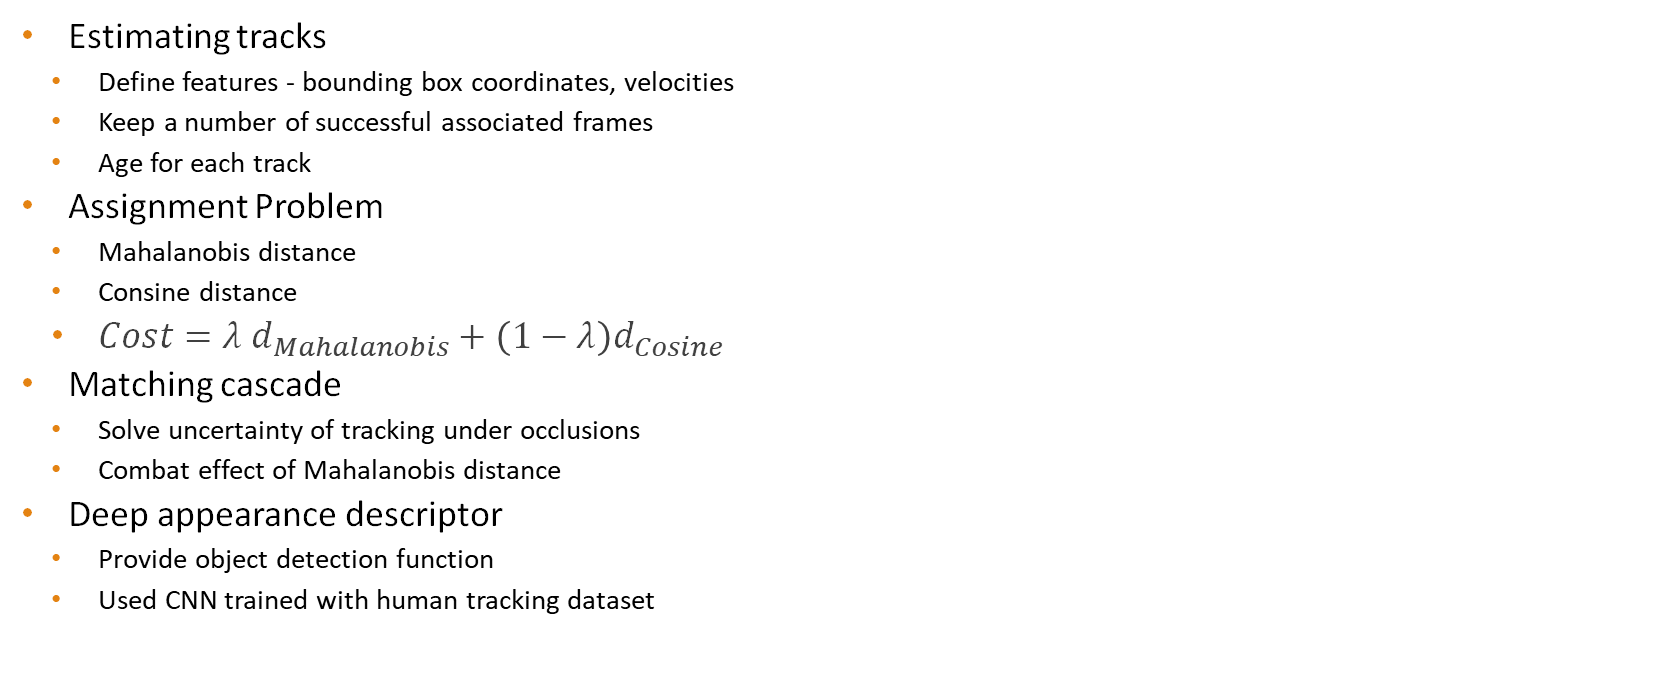 • Estimating tracks
• Define features - bounding box coordinates, velocities
• Keep a number of successful associated frames
• Age for each track
• Assignment Problem
• Mahalanobis distance
• Consine distance
• Cost = λ d_Mahalanobis + (1 − λ)d_Cosine
• Matching cascade
• Solve uncertainty of tracking under occlusions
• Combat effect of Mahalanobis distance
• Deep appearance descriptor
• Provide object detection function
• Used CNN trained with human tracking dataset